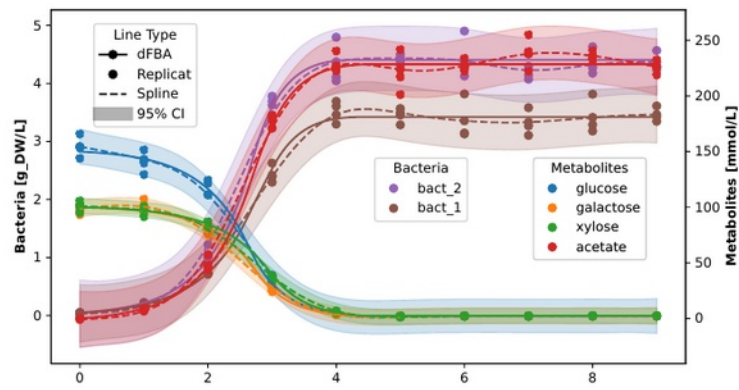 Line Type
dFBA
Replicat
Spline
95% CI
Bacteria
bact_2
bact_1
Metabolites
glucose
galactose
xylose
acetate
Bacteria [g_DW/L]
5
4
3
2
1
0
Metabolites [mmol/L]
250
200
150
100
50
0
0 2 4 6 8